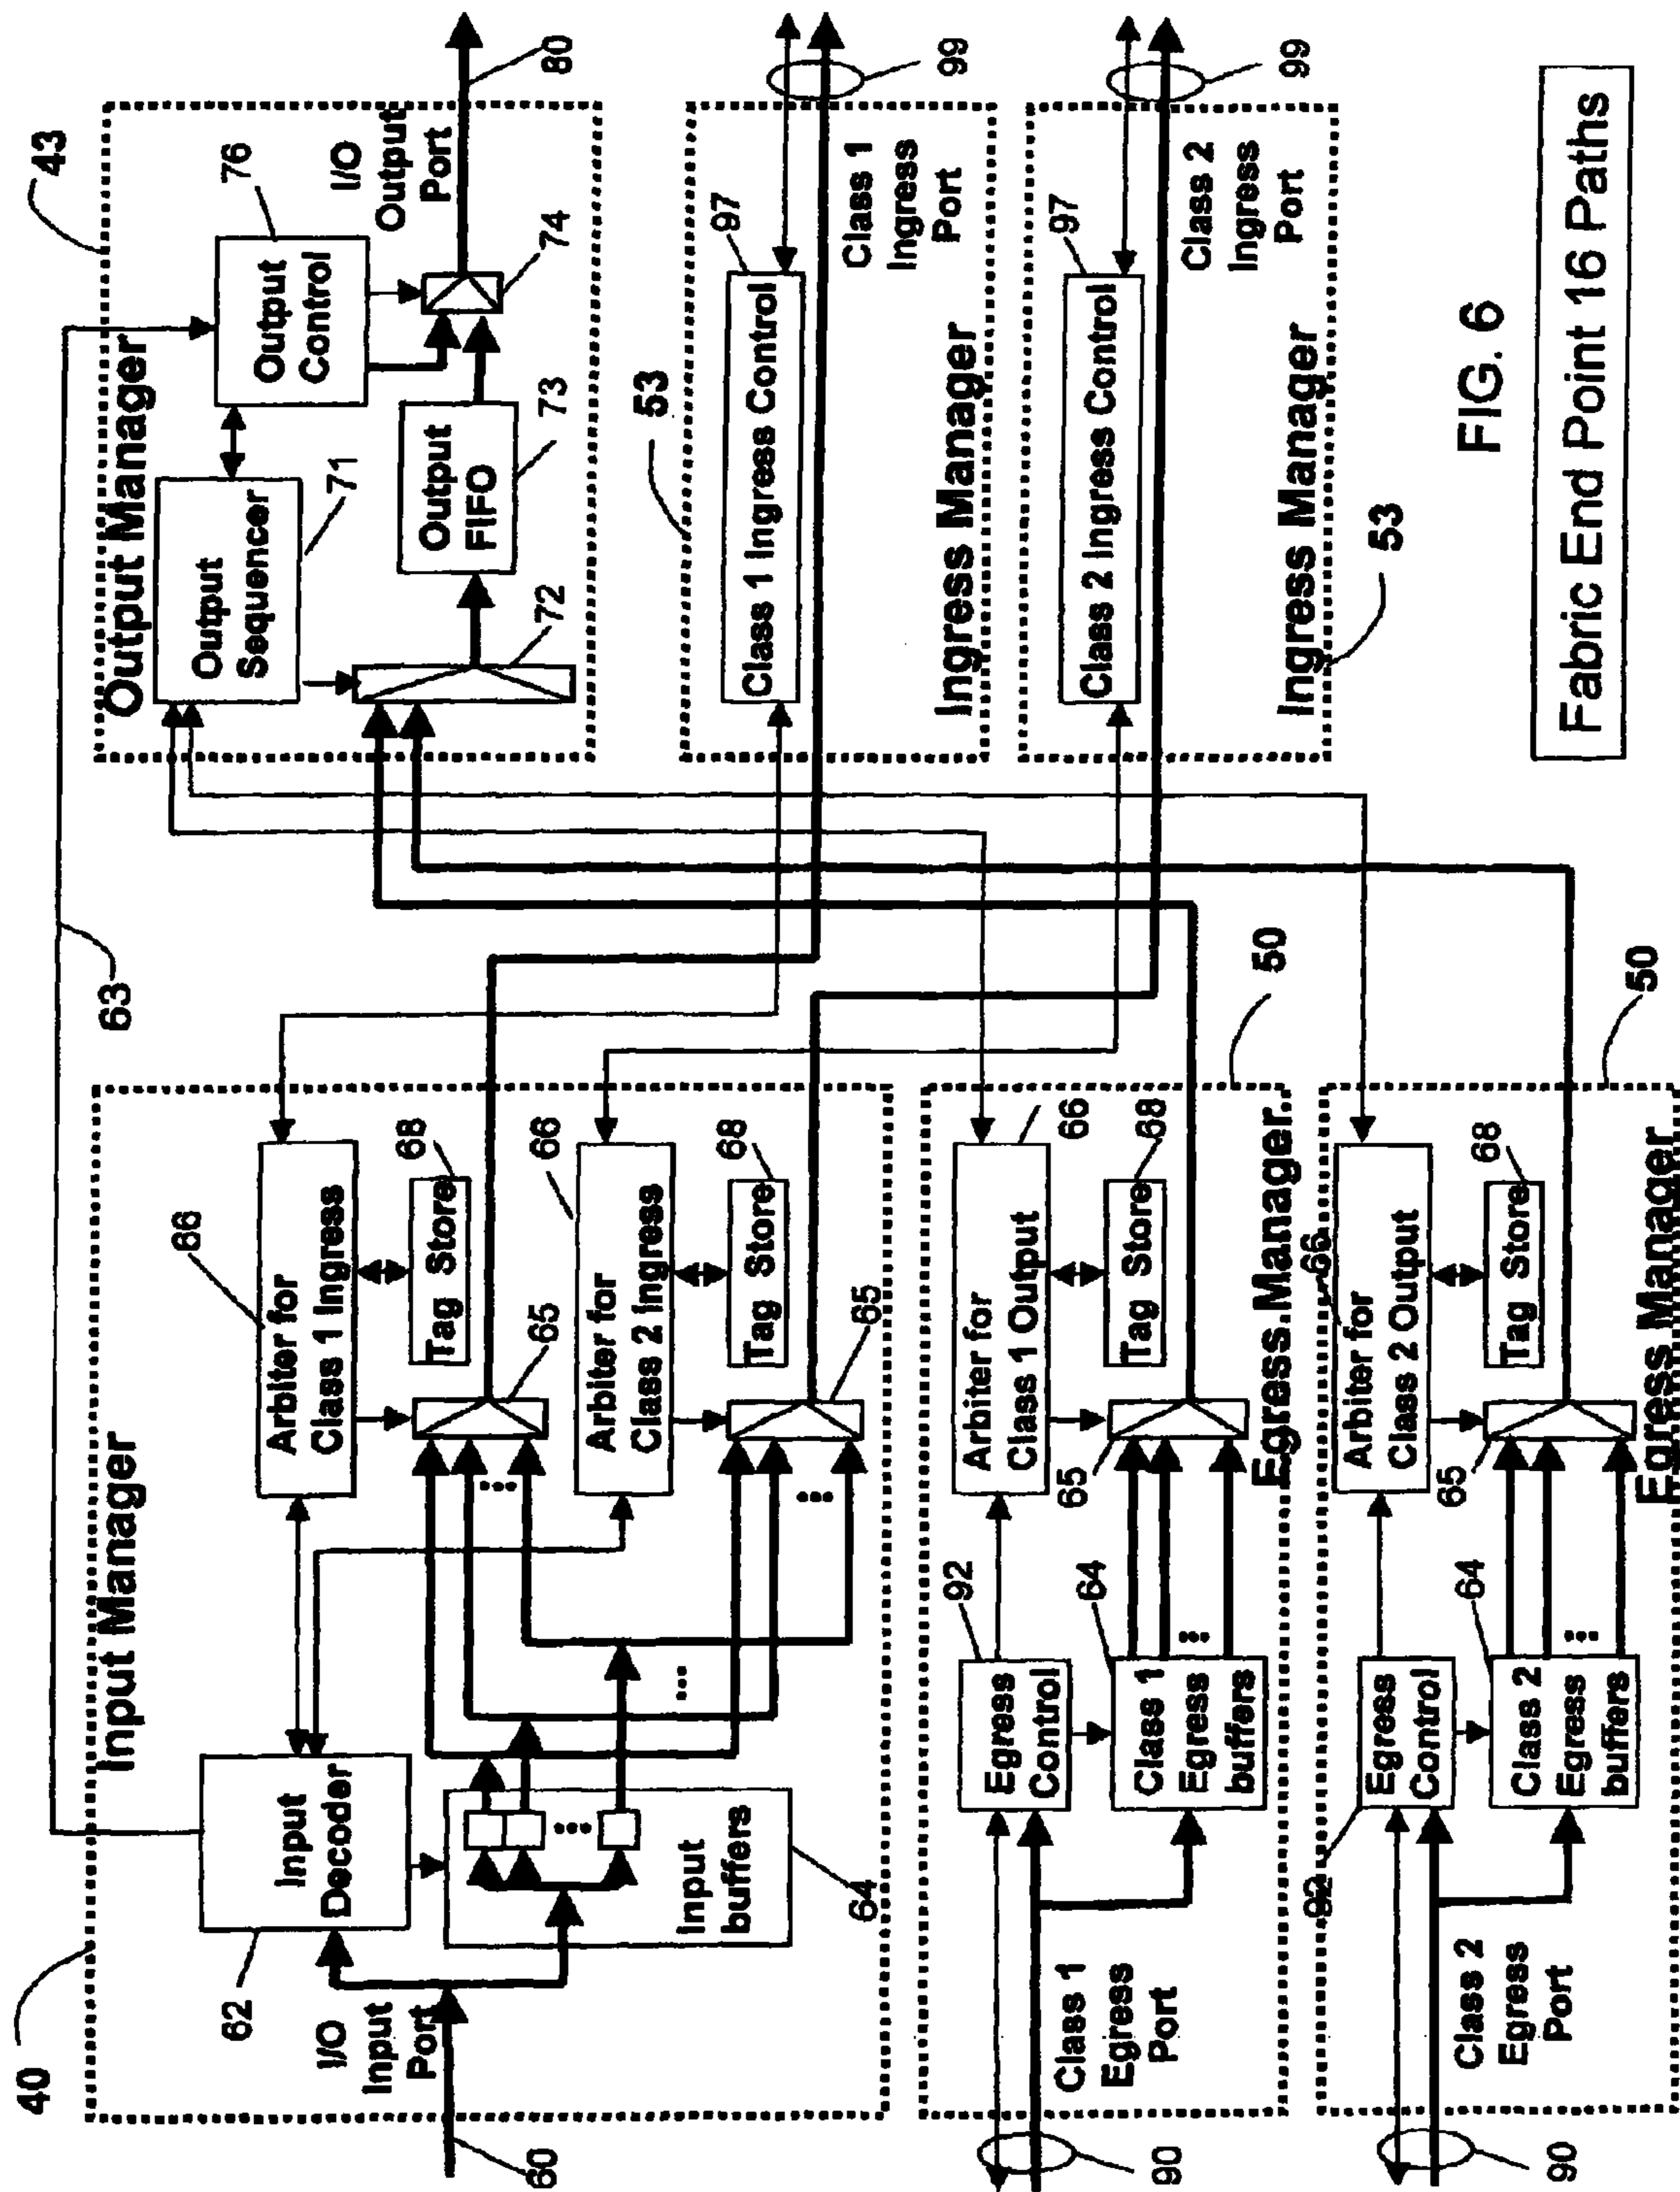 40
Input Manager
62
Input
Decoder
I/O
Input
Port
60
Input
buffers
64
...
...
...
...
66
Arbiter for
Class 1 Ingress
68
Tag Store
65
66
Arbiter for
Class 2 Ingress
68
Tag Store
65
63
43
Output Manager
Output
Sequencer
71
76
Output
Control
I/O
Output
Port
80
72
Output
FIFO
73
74
53
Class 1 Ingress Control
97
Class 1
Ingress
Port
99
Ingress Manager
Class 2 Ingress Control
97
Class 2
Ingress
Port
99
Ingress Manager
53
90
Class 1
Egress
Port
92
Egress
Control
64
Class 1
Egress
buffers
...
Arbiter for
Class 1 Output
66
68
Tag Store
65
Egress Manager
50
90
Class 2
Egress
Port
92
Egress
Control
64
Class 2
Egress
buffers
...
66
Arbiter for
Class 2 Output
68
Tag Store
65
Egress Manager
50
FIG. 6
Fabric End Point 16 Paths